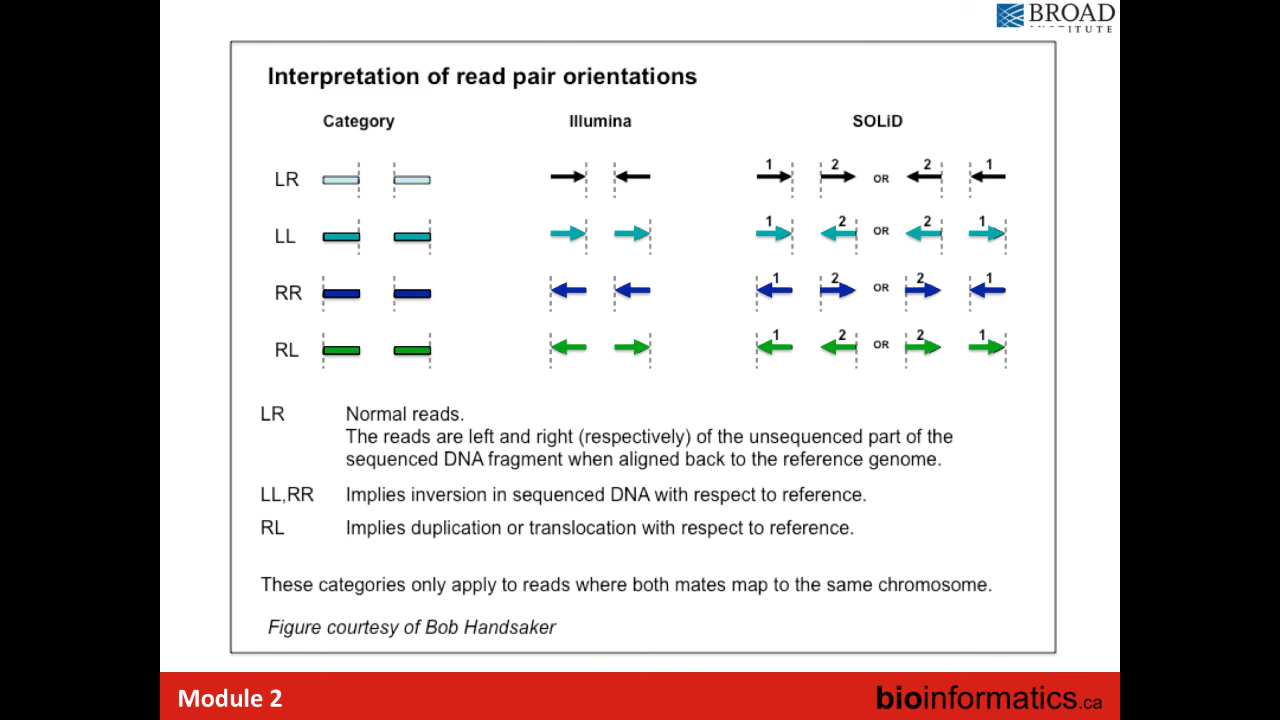 BROAD
INSTITUTE
Interpretation of read pair orientations
Category Illumina SOLiD
LR 1 2 OR 2 1
LL 1 2 OR 2 1
RR 1 2 OR 2 1
RL 1 2 OR 2 1
LR Normal reads.
The reads are left and right (respectively) of the unsequenced part of the
sequenced DNA fragment when aligned back to the reference genome.
LL,RR Implies inversion in sequenced DNA with respect to reference.
RL Implies duplication or translocation with respect to reference.
These categories only apply to reads where both mates map to the same chromosome.
Figure courtesy of Bob Handsaker
Module 2
bioinformatics.ca